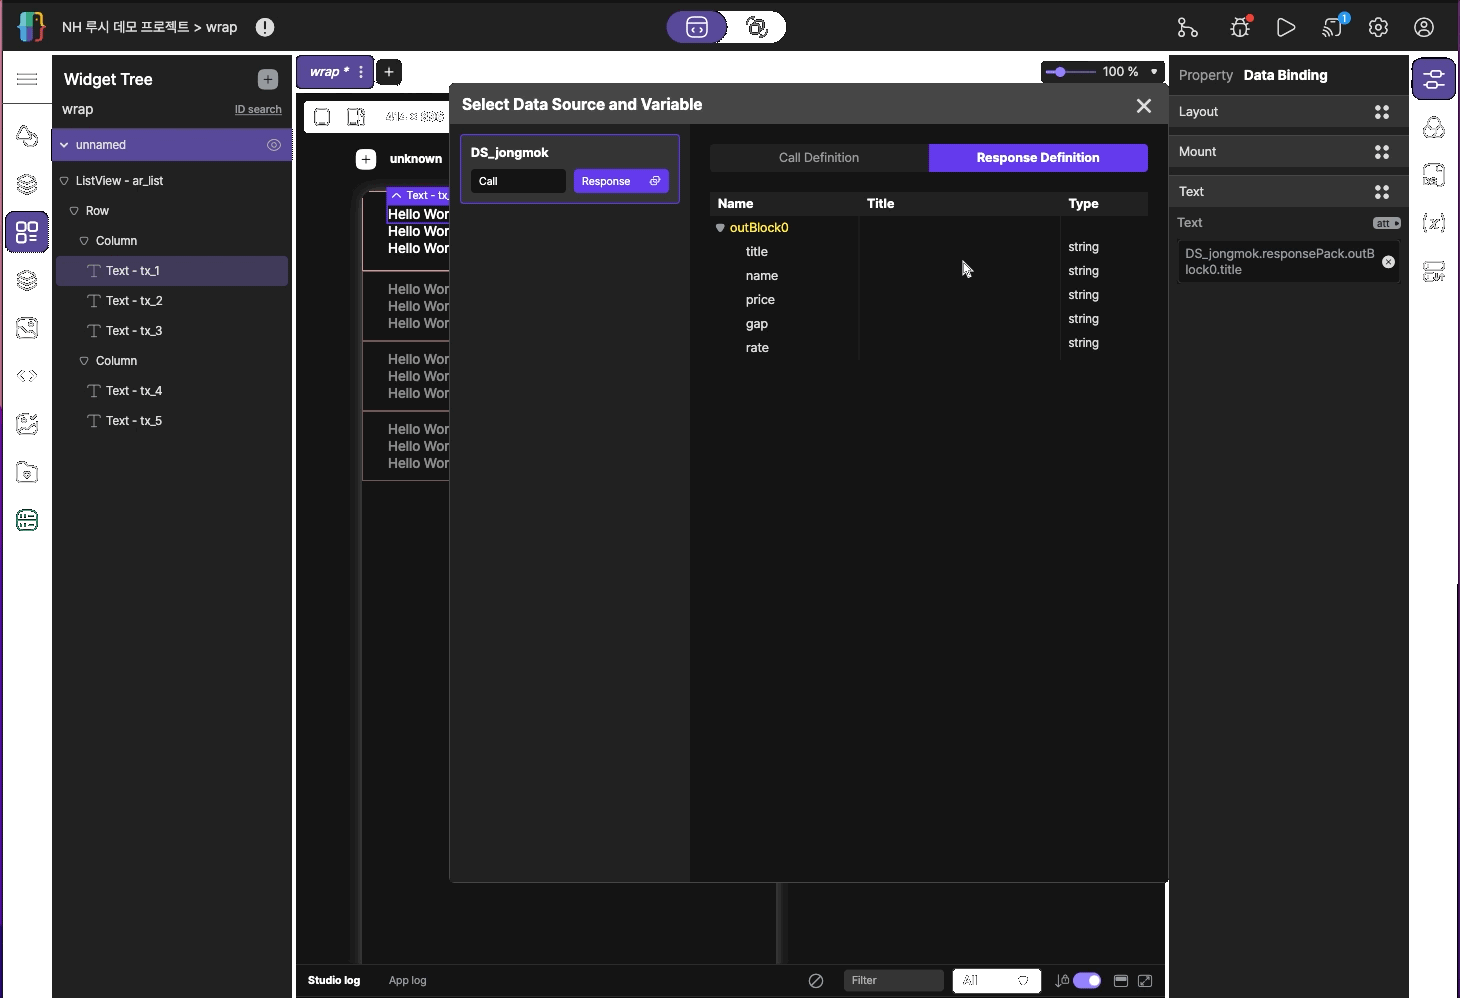 NH 루시 데모 프로젝트 > wrap
1
Widget Tree
wrap
ID search
unnamed
ListView - ar_list
Row
Column
Text - tx_1
Text - tx_2
Text - tx_3
Column
Text - tx_4
Text - tx_5
wrap *
100 %
unknown
Text - tx_
Hello Wor
Hello Wor
Hello Wor
Hello Wor
Hello Wor
Hello Wor
Hello Wor
Hello Wor
Hello Wor
Hello Wor
Hello Wor
Hello Wor
Select Data Source and Variable
DS_jongmok
Call
Response
Call Definition
Response Definition
Name Title Type
outBlock0
title string
name string
price string
gap string
rate string
Property Data Binding
Layout
Mount
Text
Text
att
DS_jongmok.responsePack.outB
lock0.title
Studio log
App log
Filter
All